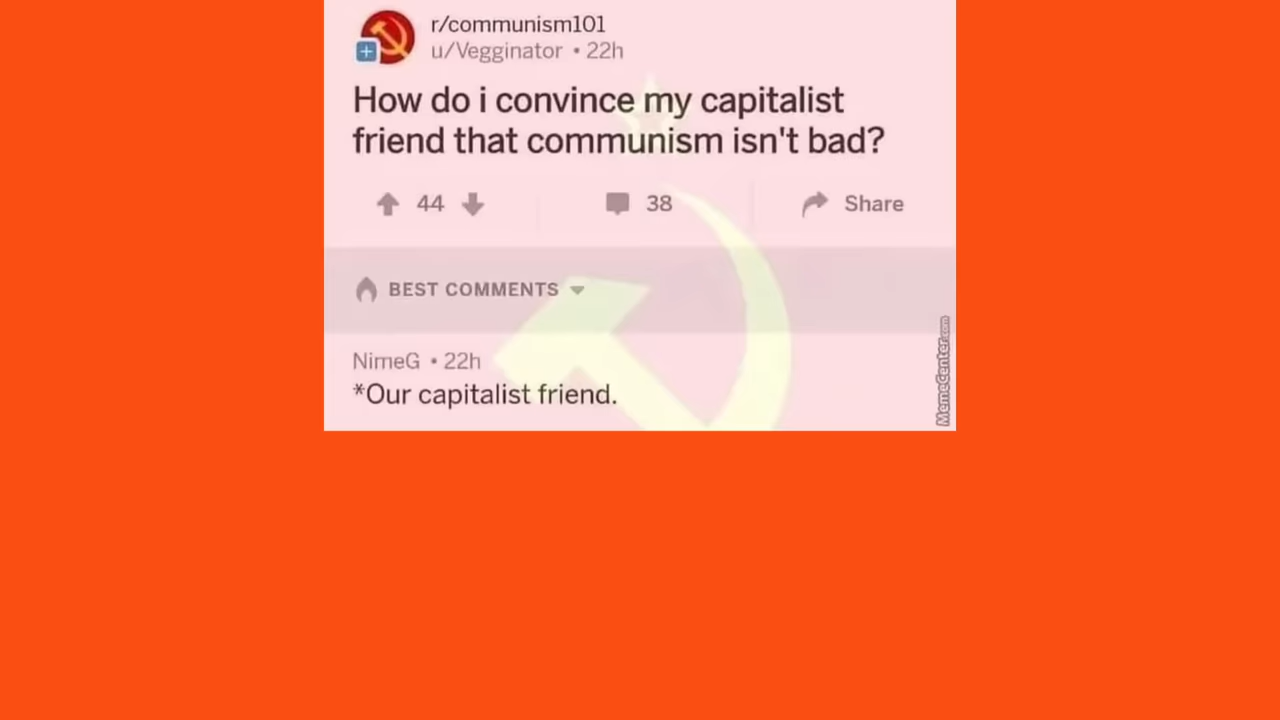 r/communism101
u/Vegginator • 22h
How do i convince my capitalist
friend that communism isn't bad?
44
38
Share
BEST COMMENTS
NimeG • 22h
*Our capitalist friend.
MemeCenter.com